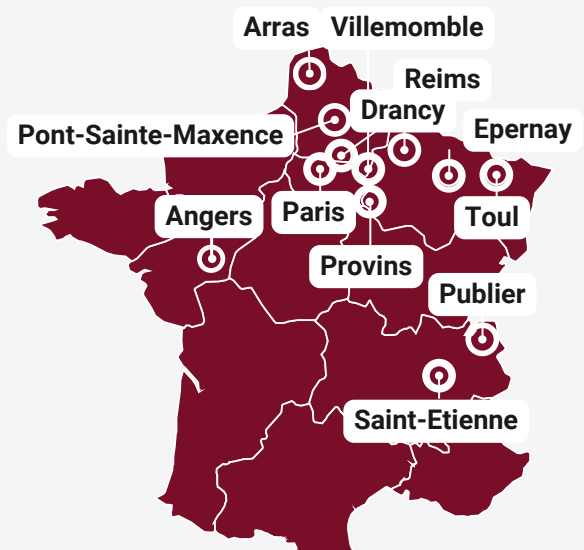 Arras
Villemomble
Reims
Drancy
Epernay
Pont-Sainte-Maxence
Angers
Paris
Toul
Provins
Publier
Saint-Etienne